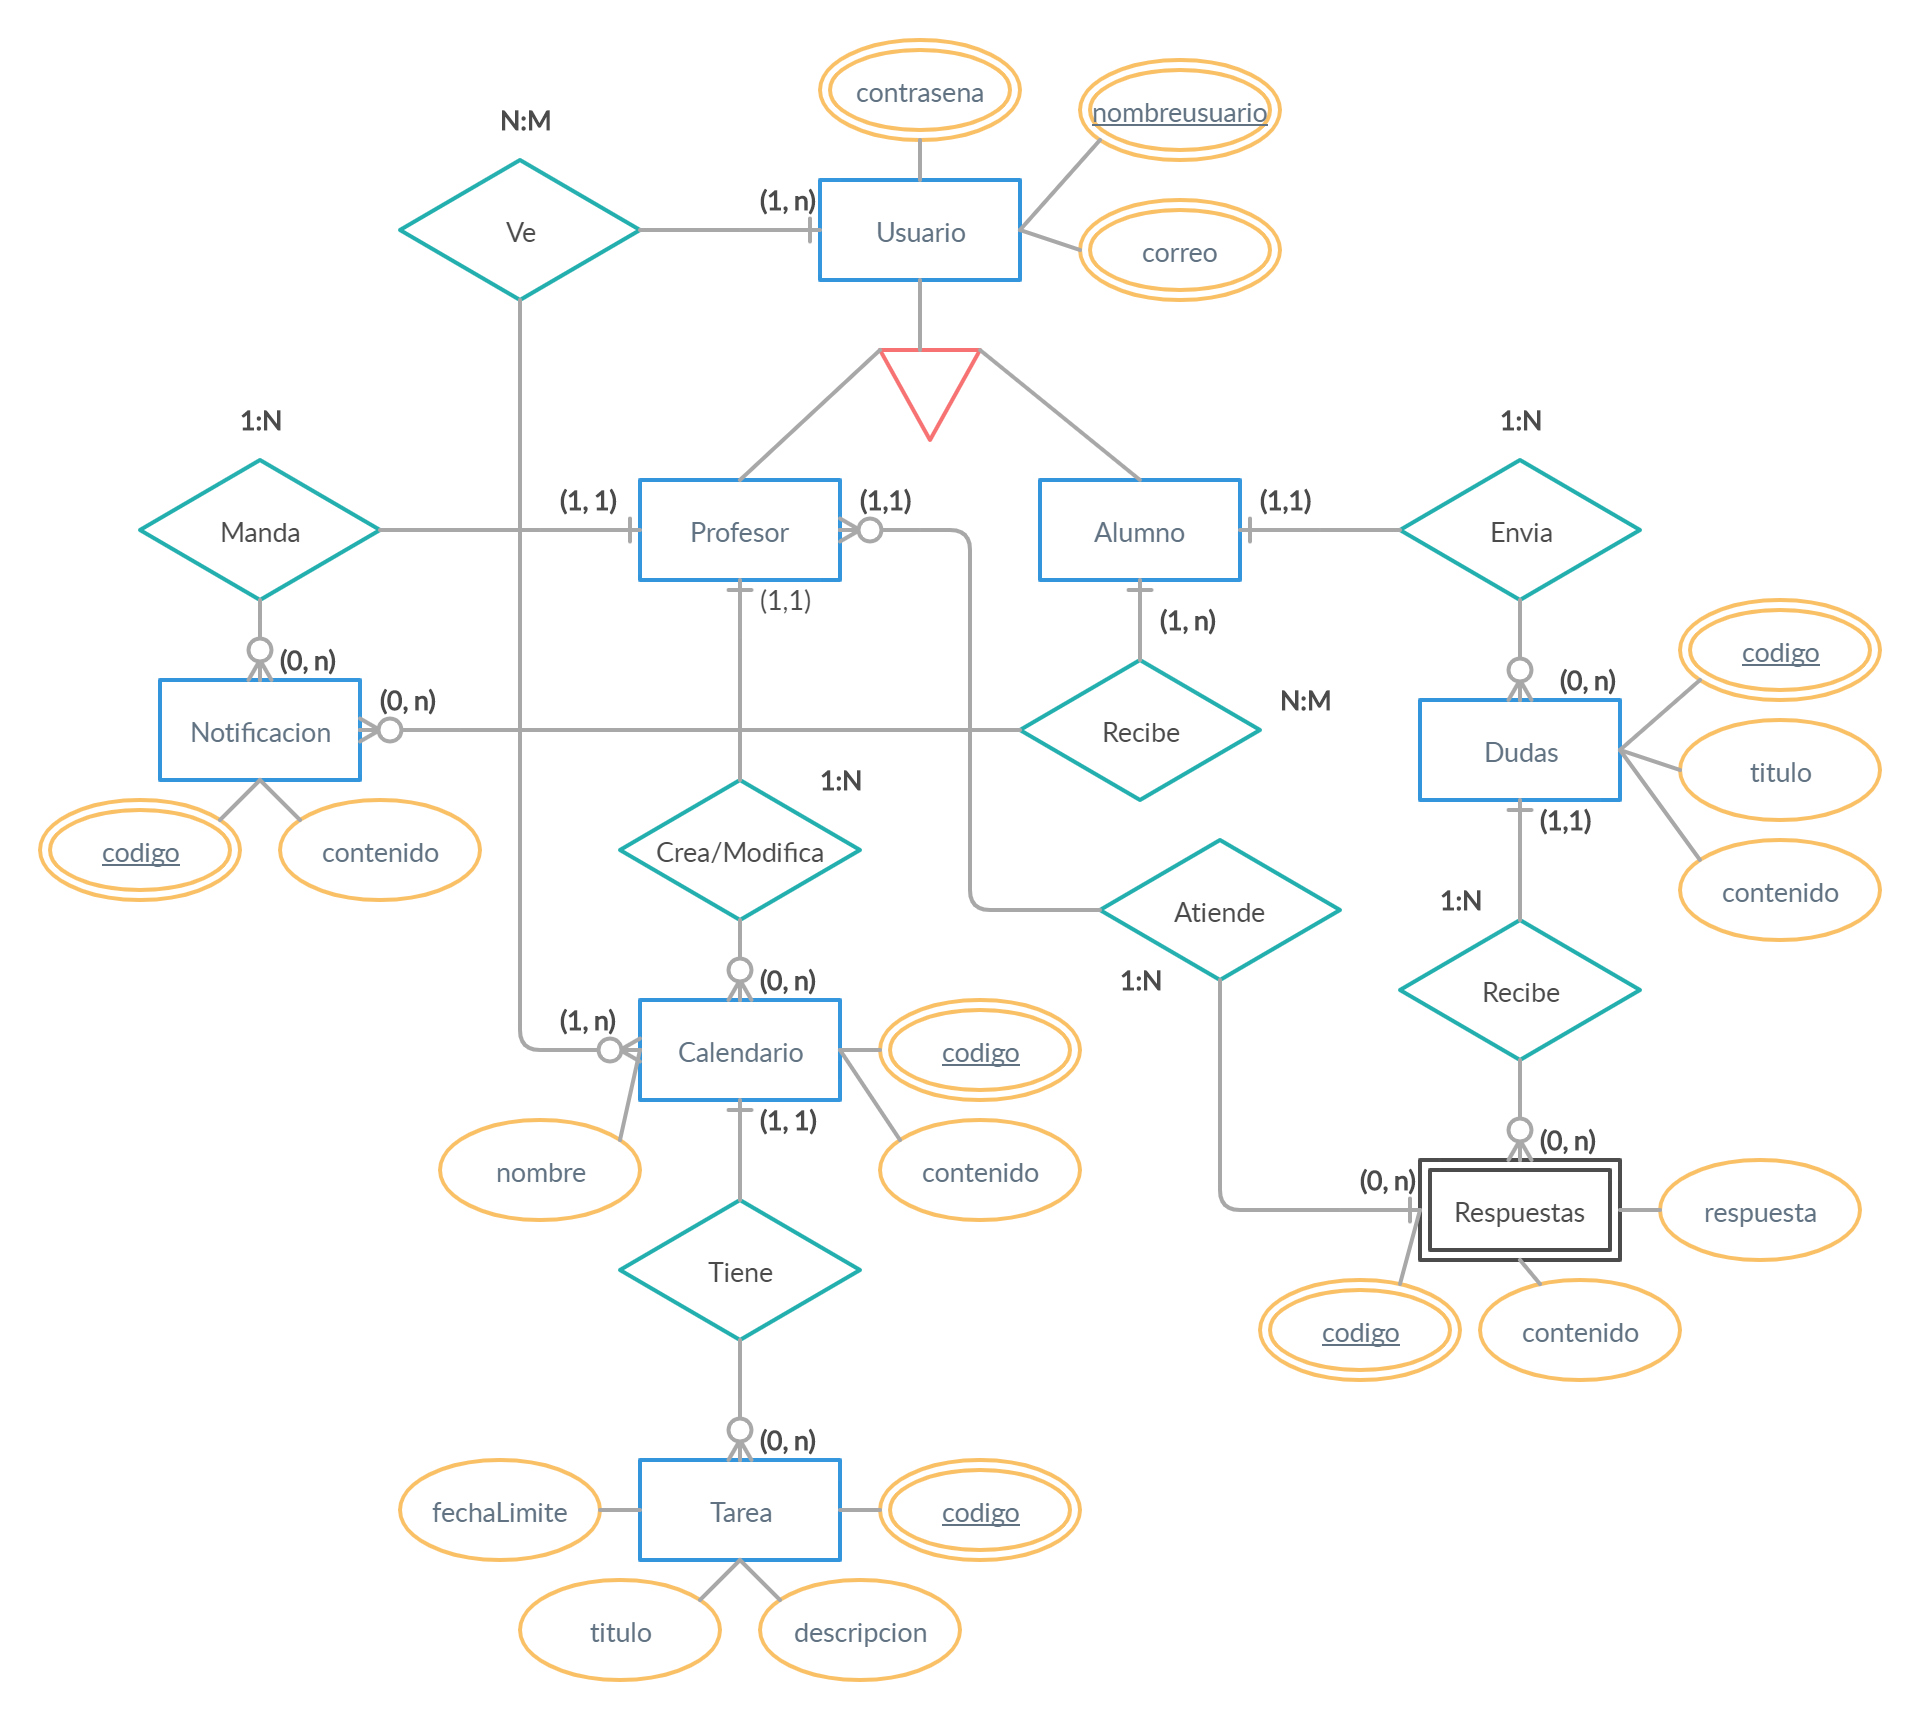 contrasena
nombreusuario
N:M
(1, n)
Ve
Usuario
correo
1:N
1:N
(1, 1)
(1,1)
(1,1)
Manda
Profesor
Alumno
Envia
(1,1)
(1, n)
(0, n)
codigo
(0, n)
(0, n)
N:M
Notificacion
Recibe
Dudas
titulo
1:N
(1,1)
codigo
contenido
Crea/Modifica
contenido
1:N
Atiende
(0, n)
1:N
Recibe
(1, n)
Calendario
codigo
(1, 1)
(0, n)
nombre
contenido
(0, n)
Respuestas
respuesta
Tiene
codigo
contenido
(0, n)
fechaLimite
Tarea
codigo
titulo
descripcion